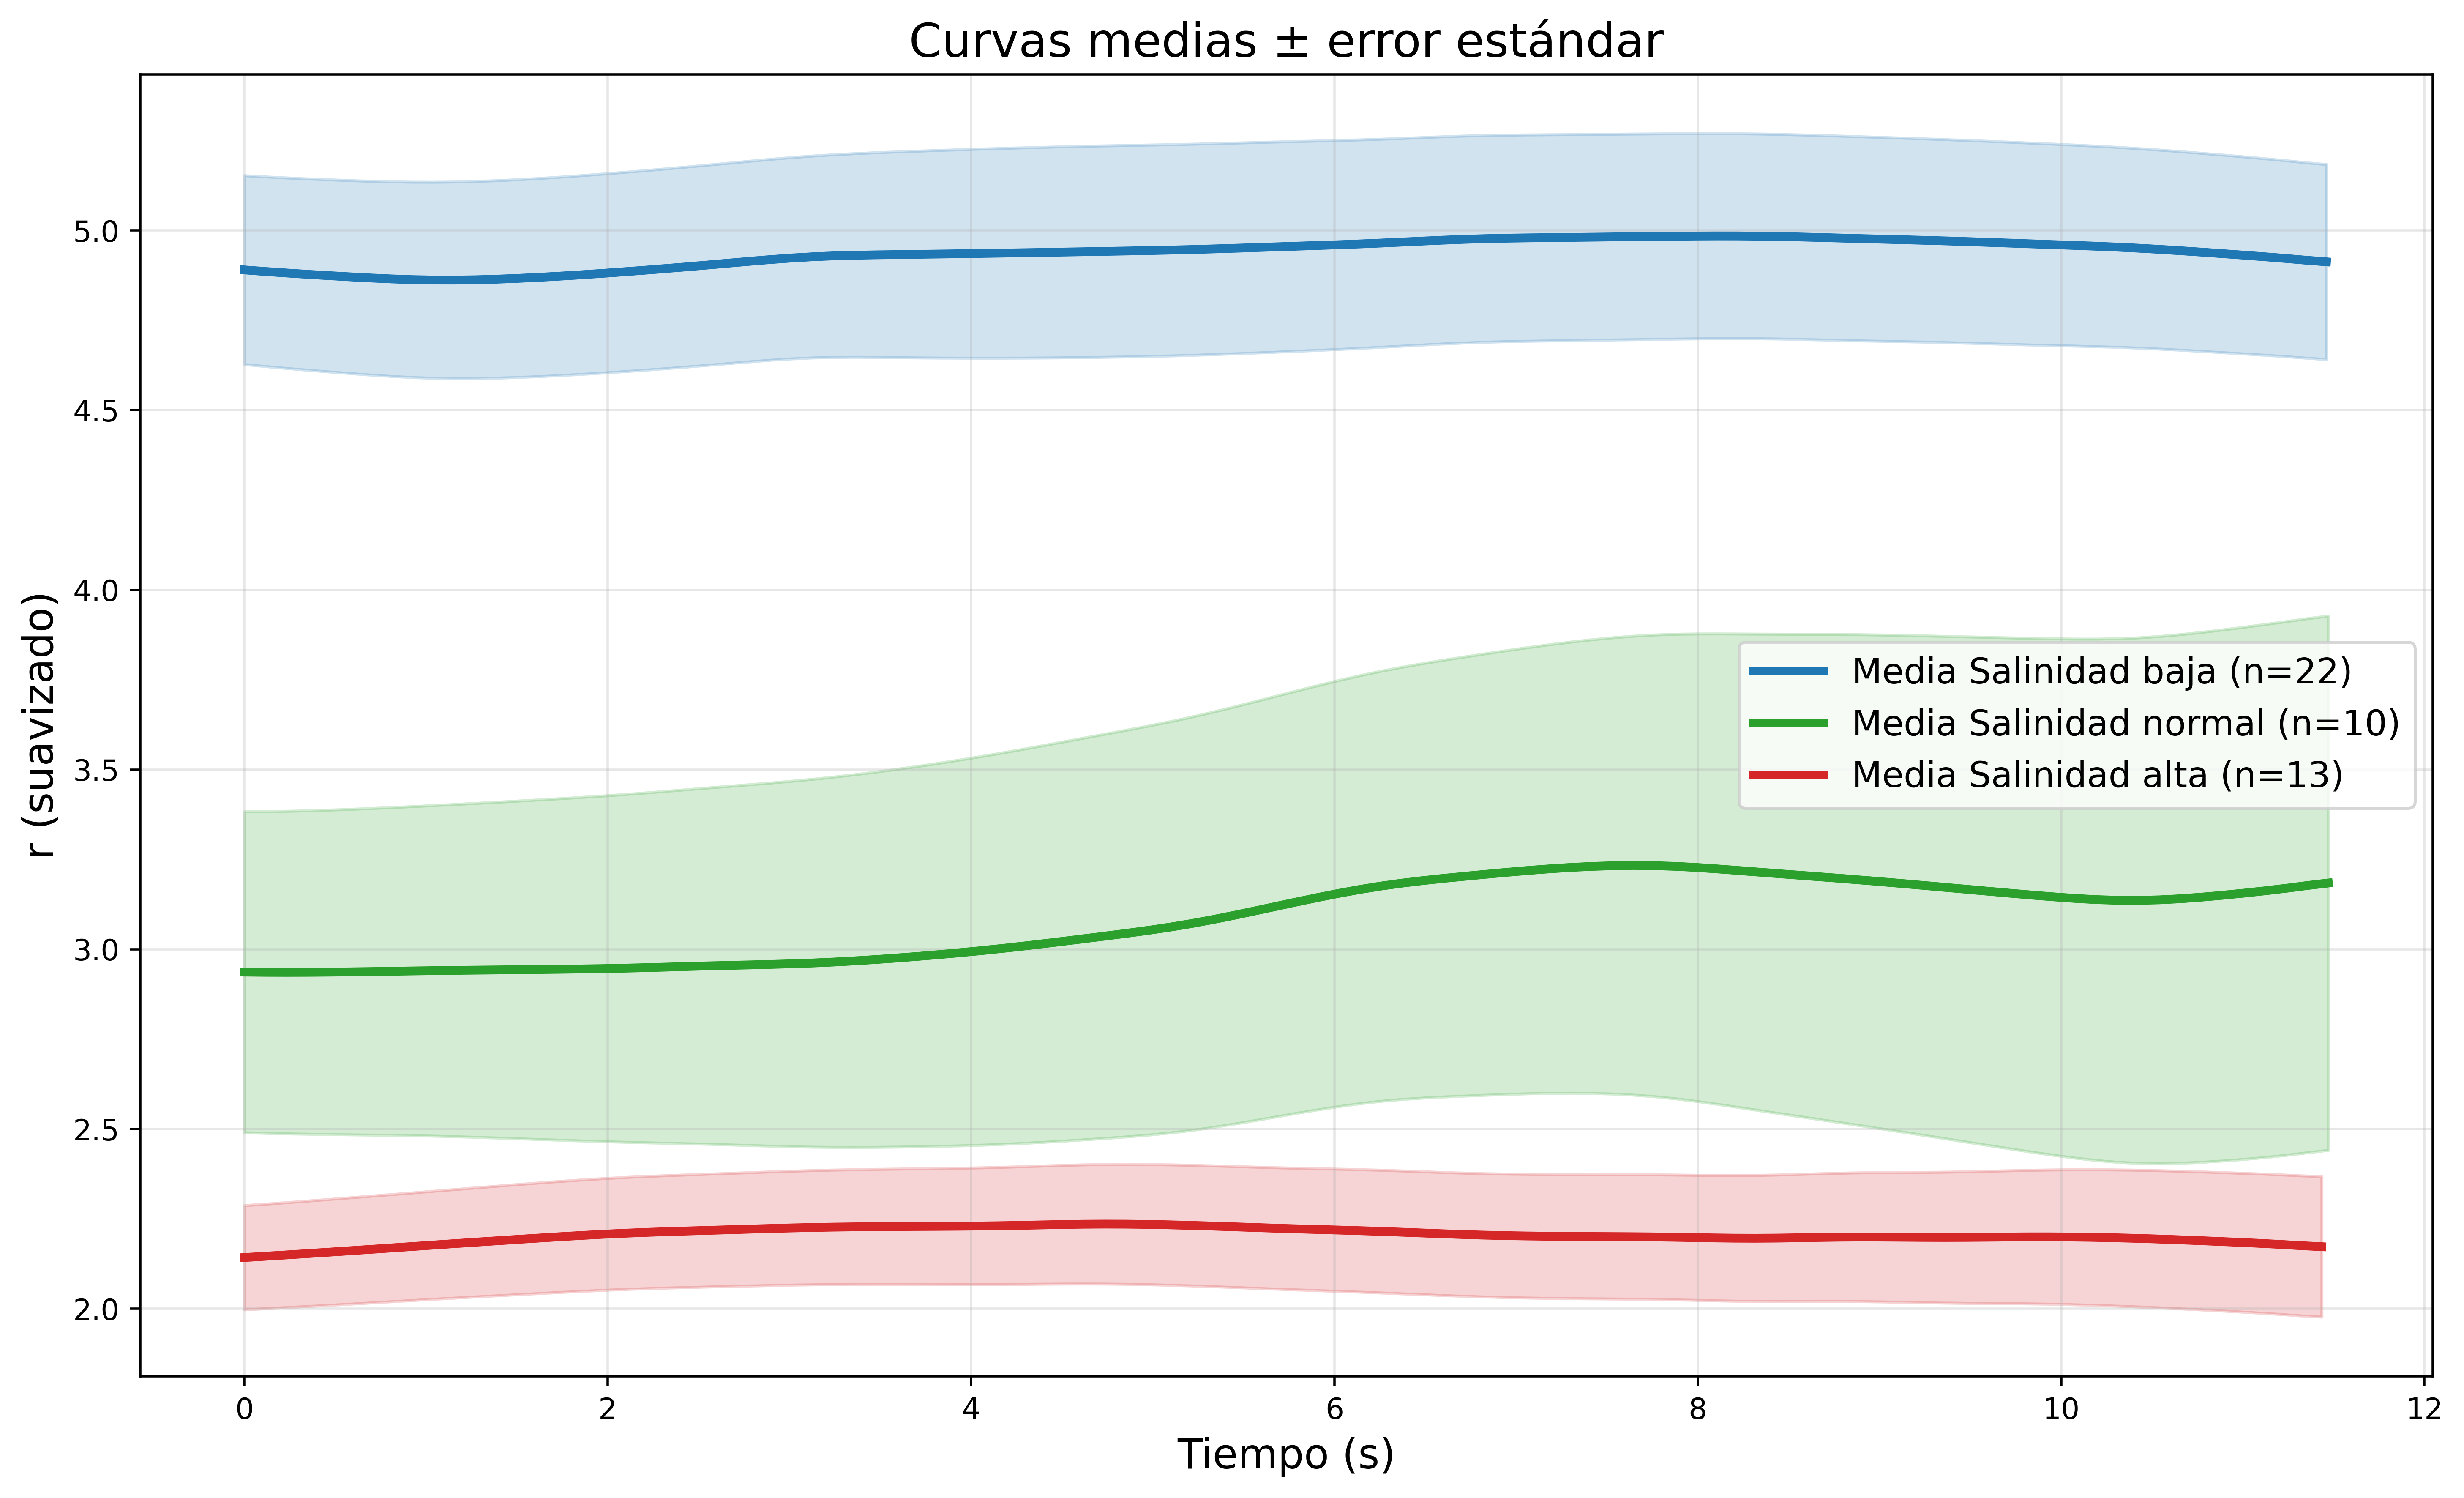 Curvas medias ± error estándar
r (suavizado)
5.0
4.5
4.0
3.5
3.0
2.5
2.0
Media Salinidad baja (n=22)
Media Salinidad normal (n=10)
Media Salinidad alta (n=13)
0 2 4 6 8 10 12
Tiempo (s)